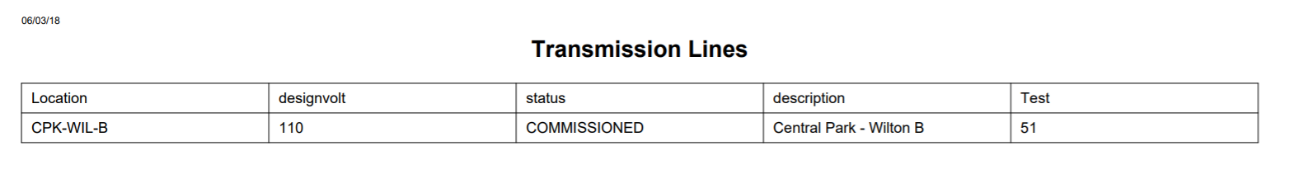 06/03/18
Transmission Lines
Location designvolt status description Test
CPK-WIL-B 110 COMMISSIONED Central Park - Wilton B 51